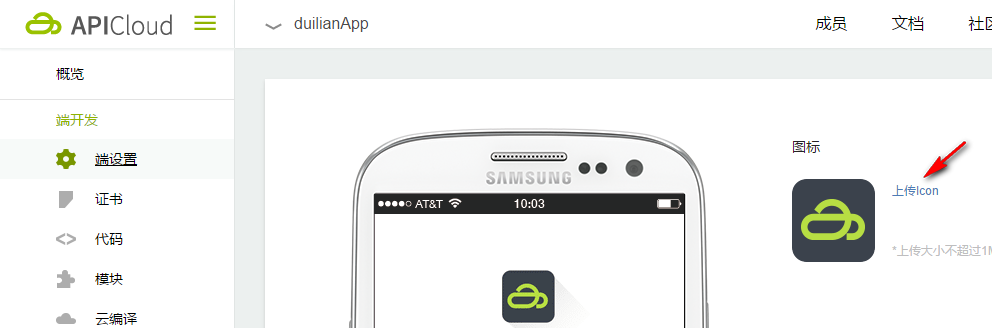 APICloud
duilianApp
成员
文档
社区
概览
端开发
端设置
证书
代码
模块
云编译
SAMSUNG
AT&T
10:03
图标
上传Icon
*上传大小不超过1M